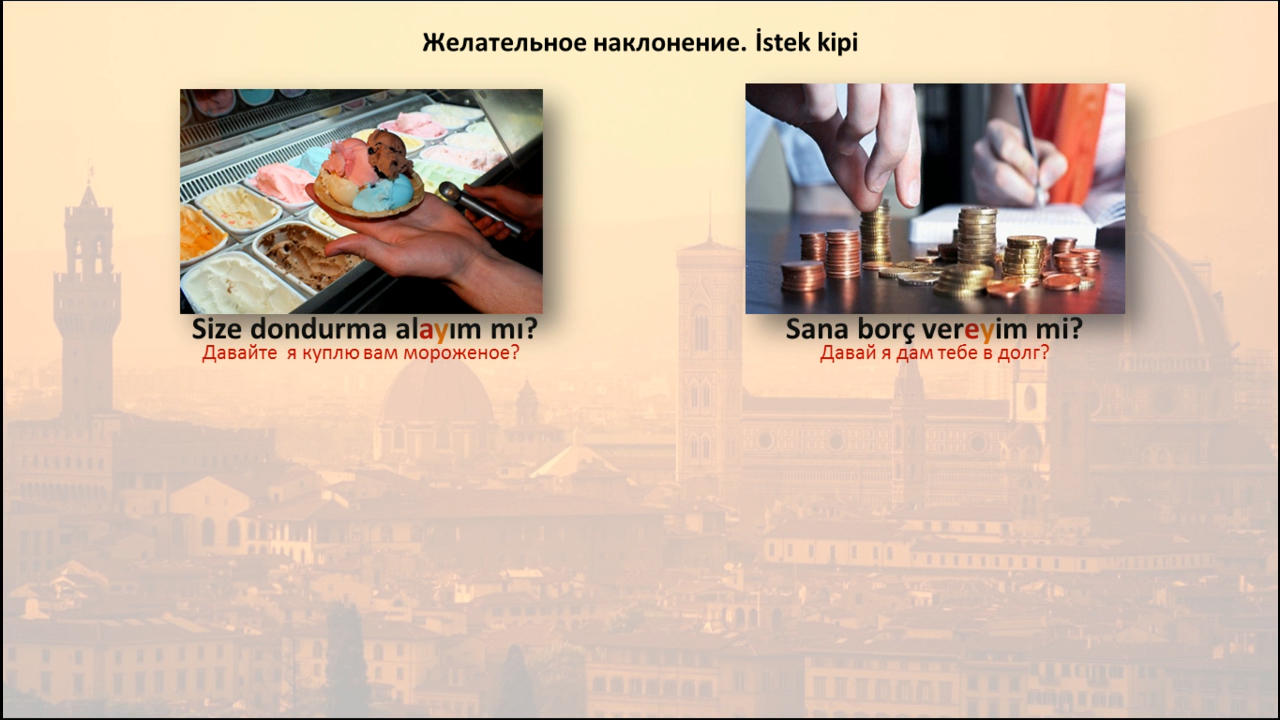 Желательное наклонение. İstek kipi
Size dondurma alayım mı?
Давайте я куплю вам мороженое?
Sana borç vereyim mi?
Давай я дам тебе в долг?